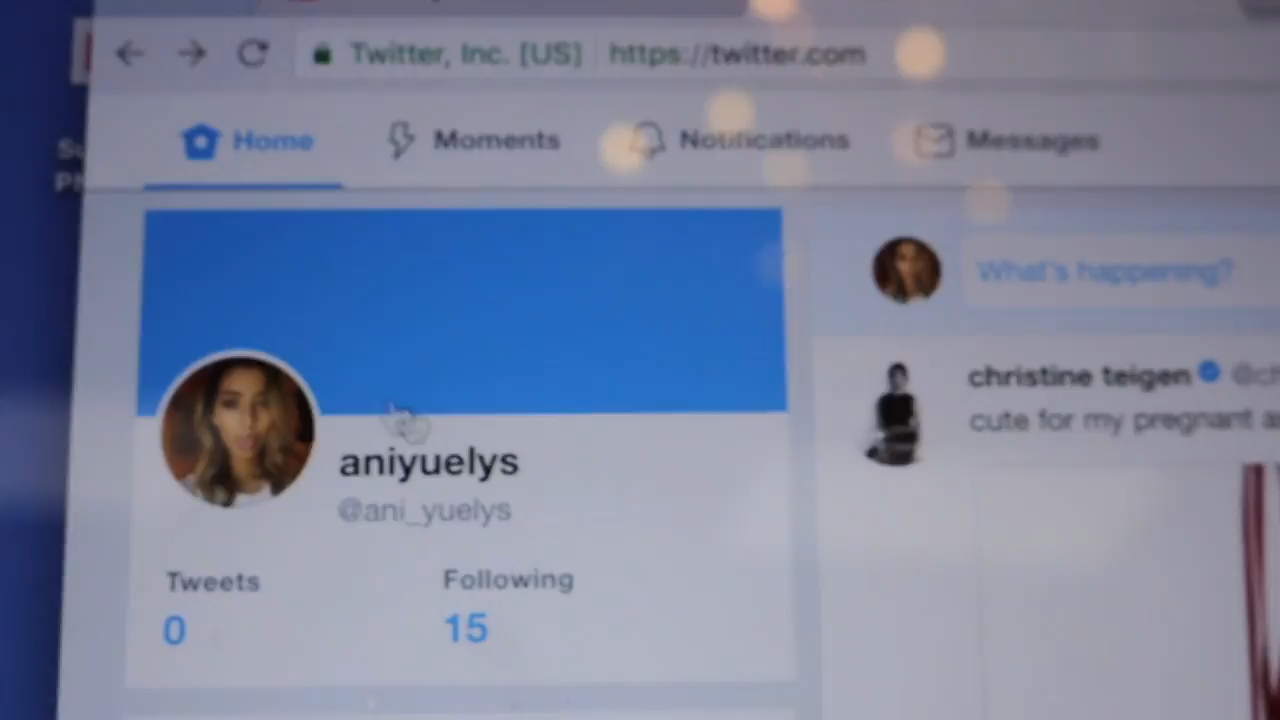 Twitter, Inc. [US] https://twitter.com
Home Moments Notifications Messages
What's happening?
christine teigen
cute for my pregnant
aniyuelys
@ani_yuelys
Tweets Following
0 15